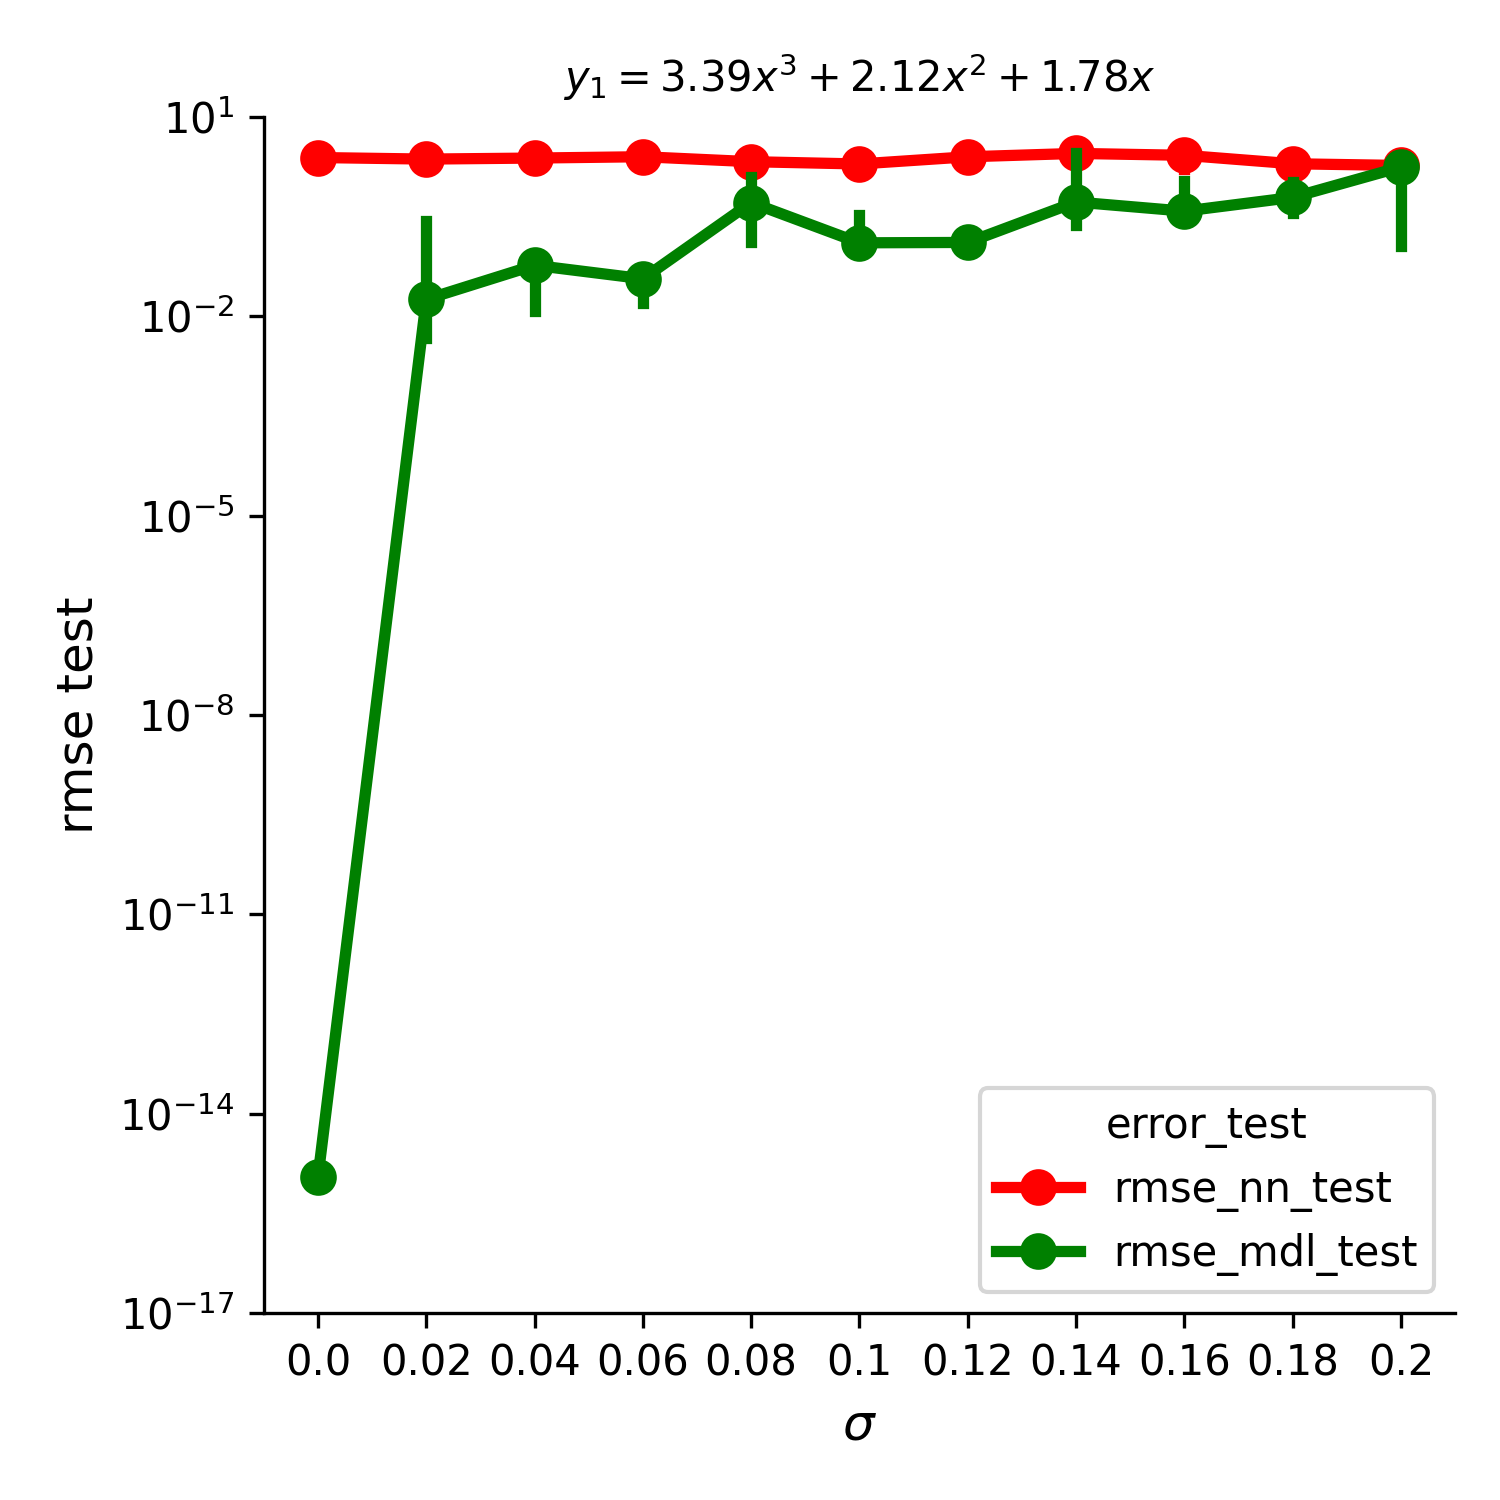 y₁ = 3.39x³ + 2.12x² + 1.78x
10¹
10⁻²
10⁻⁵
10⁻⁸
10⁻¹¹
10⁻¹⁴
10⁻¹⁷
rmse test
error_test
rmse_nn_test
rmse_mdl_test
0.0 0.02 0.04 0.06 0.08 0.1 0.12 0.14 0.16 0.18 0.2
σ